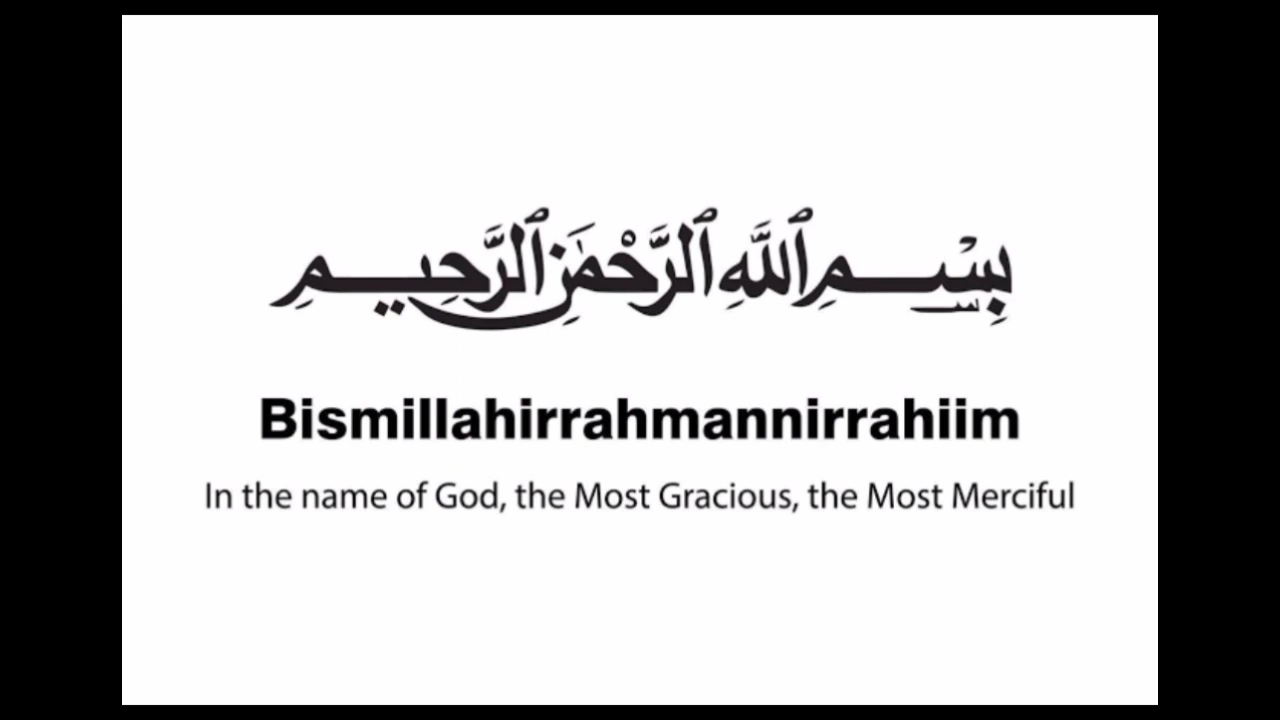 بِسْمِ ٱللَّهِ ٱلرَّحْمَٰنِ ٱلرَّحِيمِ
Bismillahirrahmannirrahiim
In the name of God, the Most Gracious, the Most Merciful